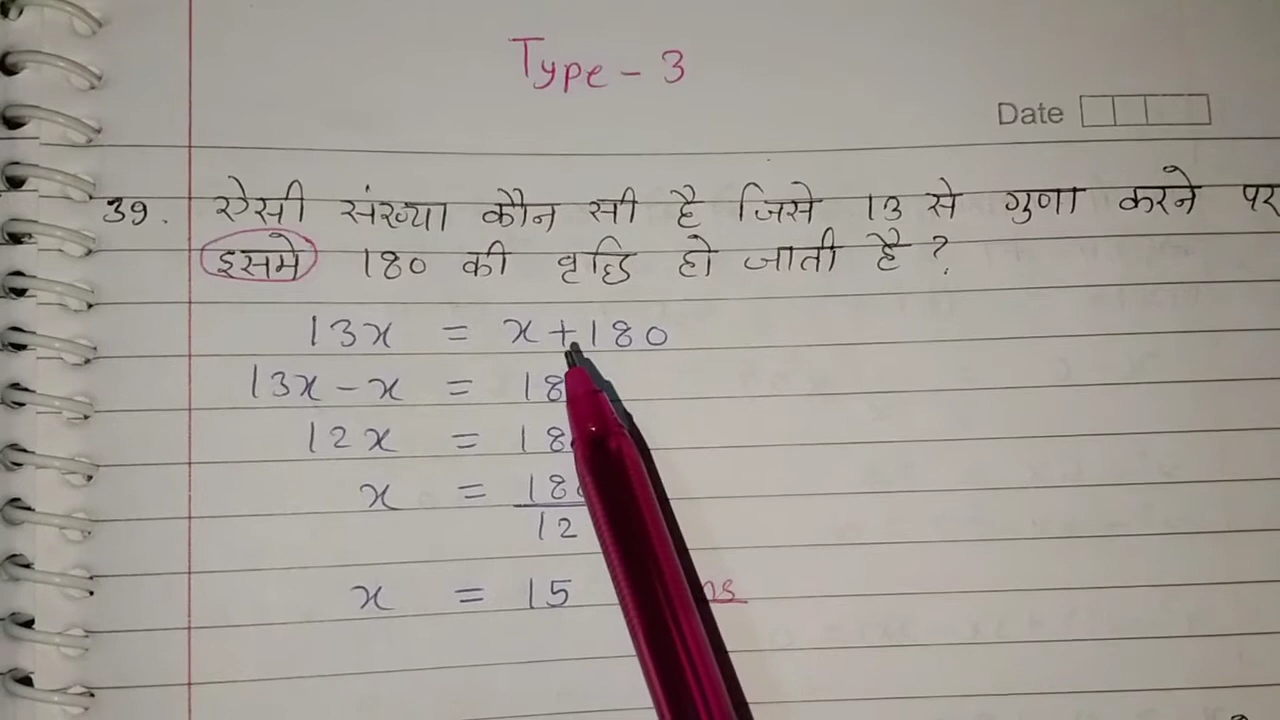 Type - 3
Date
39. ऐसी संख्या कौन सी है जिसे 13 से गुणा करने पर
इसमे 180 की वृद्धि हो जाती है ?
13x = x + 180
13x - x = 18
12x = 18
x = 18
12
x = 15